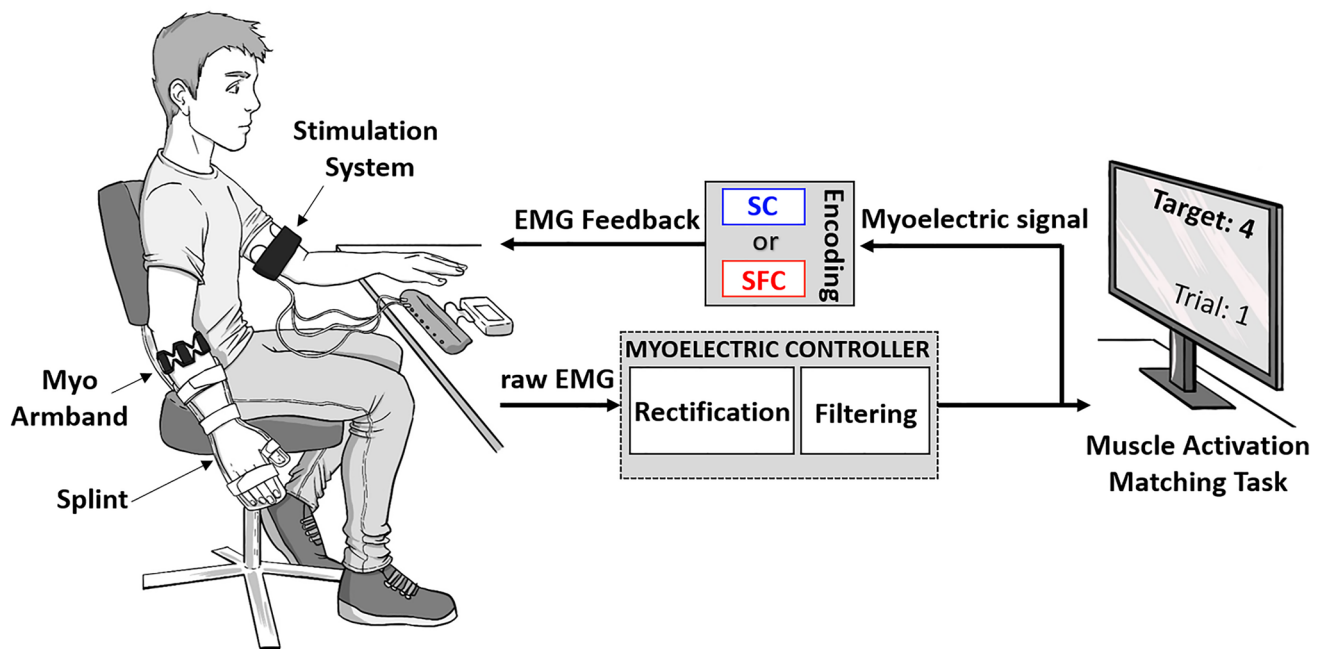 Stimulation
System
Myo
Armband
Splint
EMG Feedback
SC
or
SFC
Encoding
Myoelectric signal
raw EMG
MYOELECTRIC CONTROLLER
Rectification
Filtering
Target: 4
Trial: 1
Muscle Activation
Matching Task